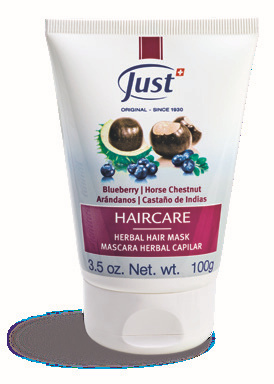 Just
ORIGINAL - SINCE 1930
Blueberry | Horse Chestnut
Arándanos | Castaño de Indias
HAIRCARE
HERBAL HAIR MASK
MASCARA HERBAL CAPILAR
3.5 oz. Net. wt. 100g